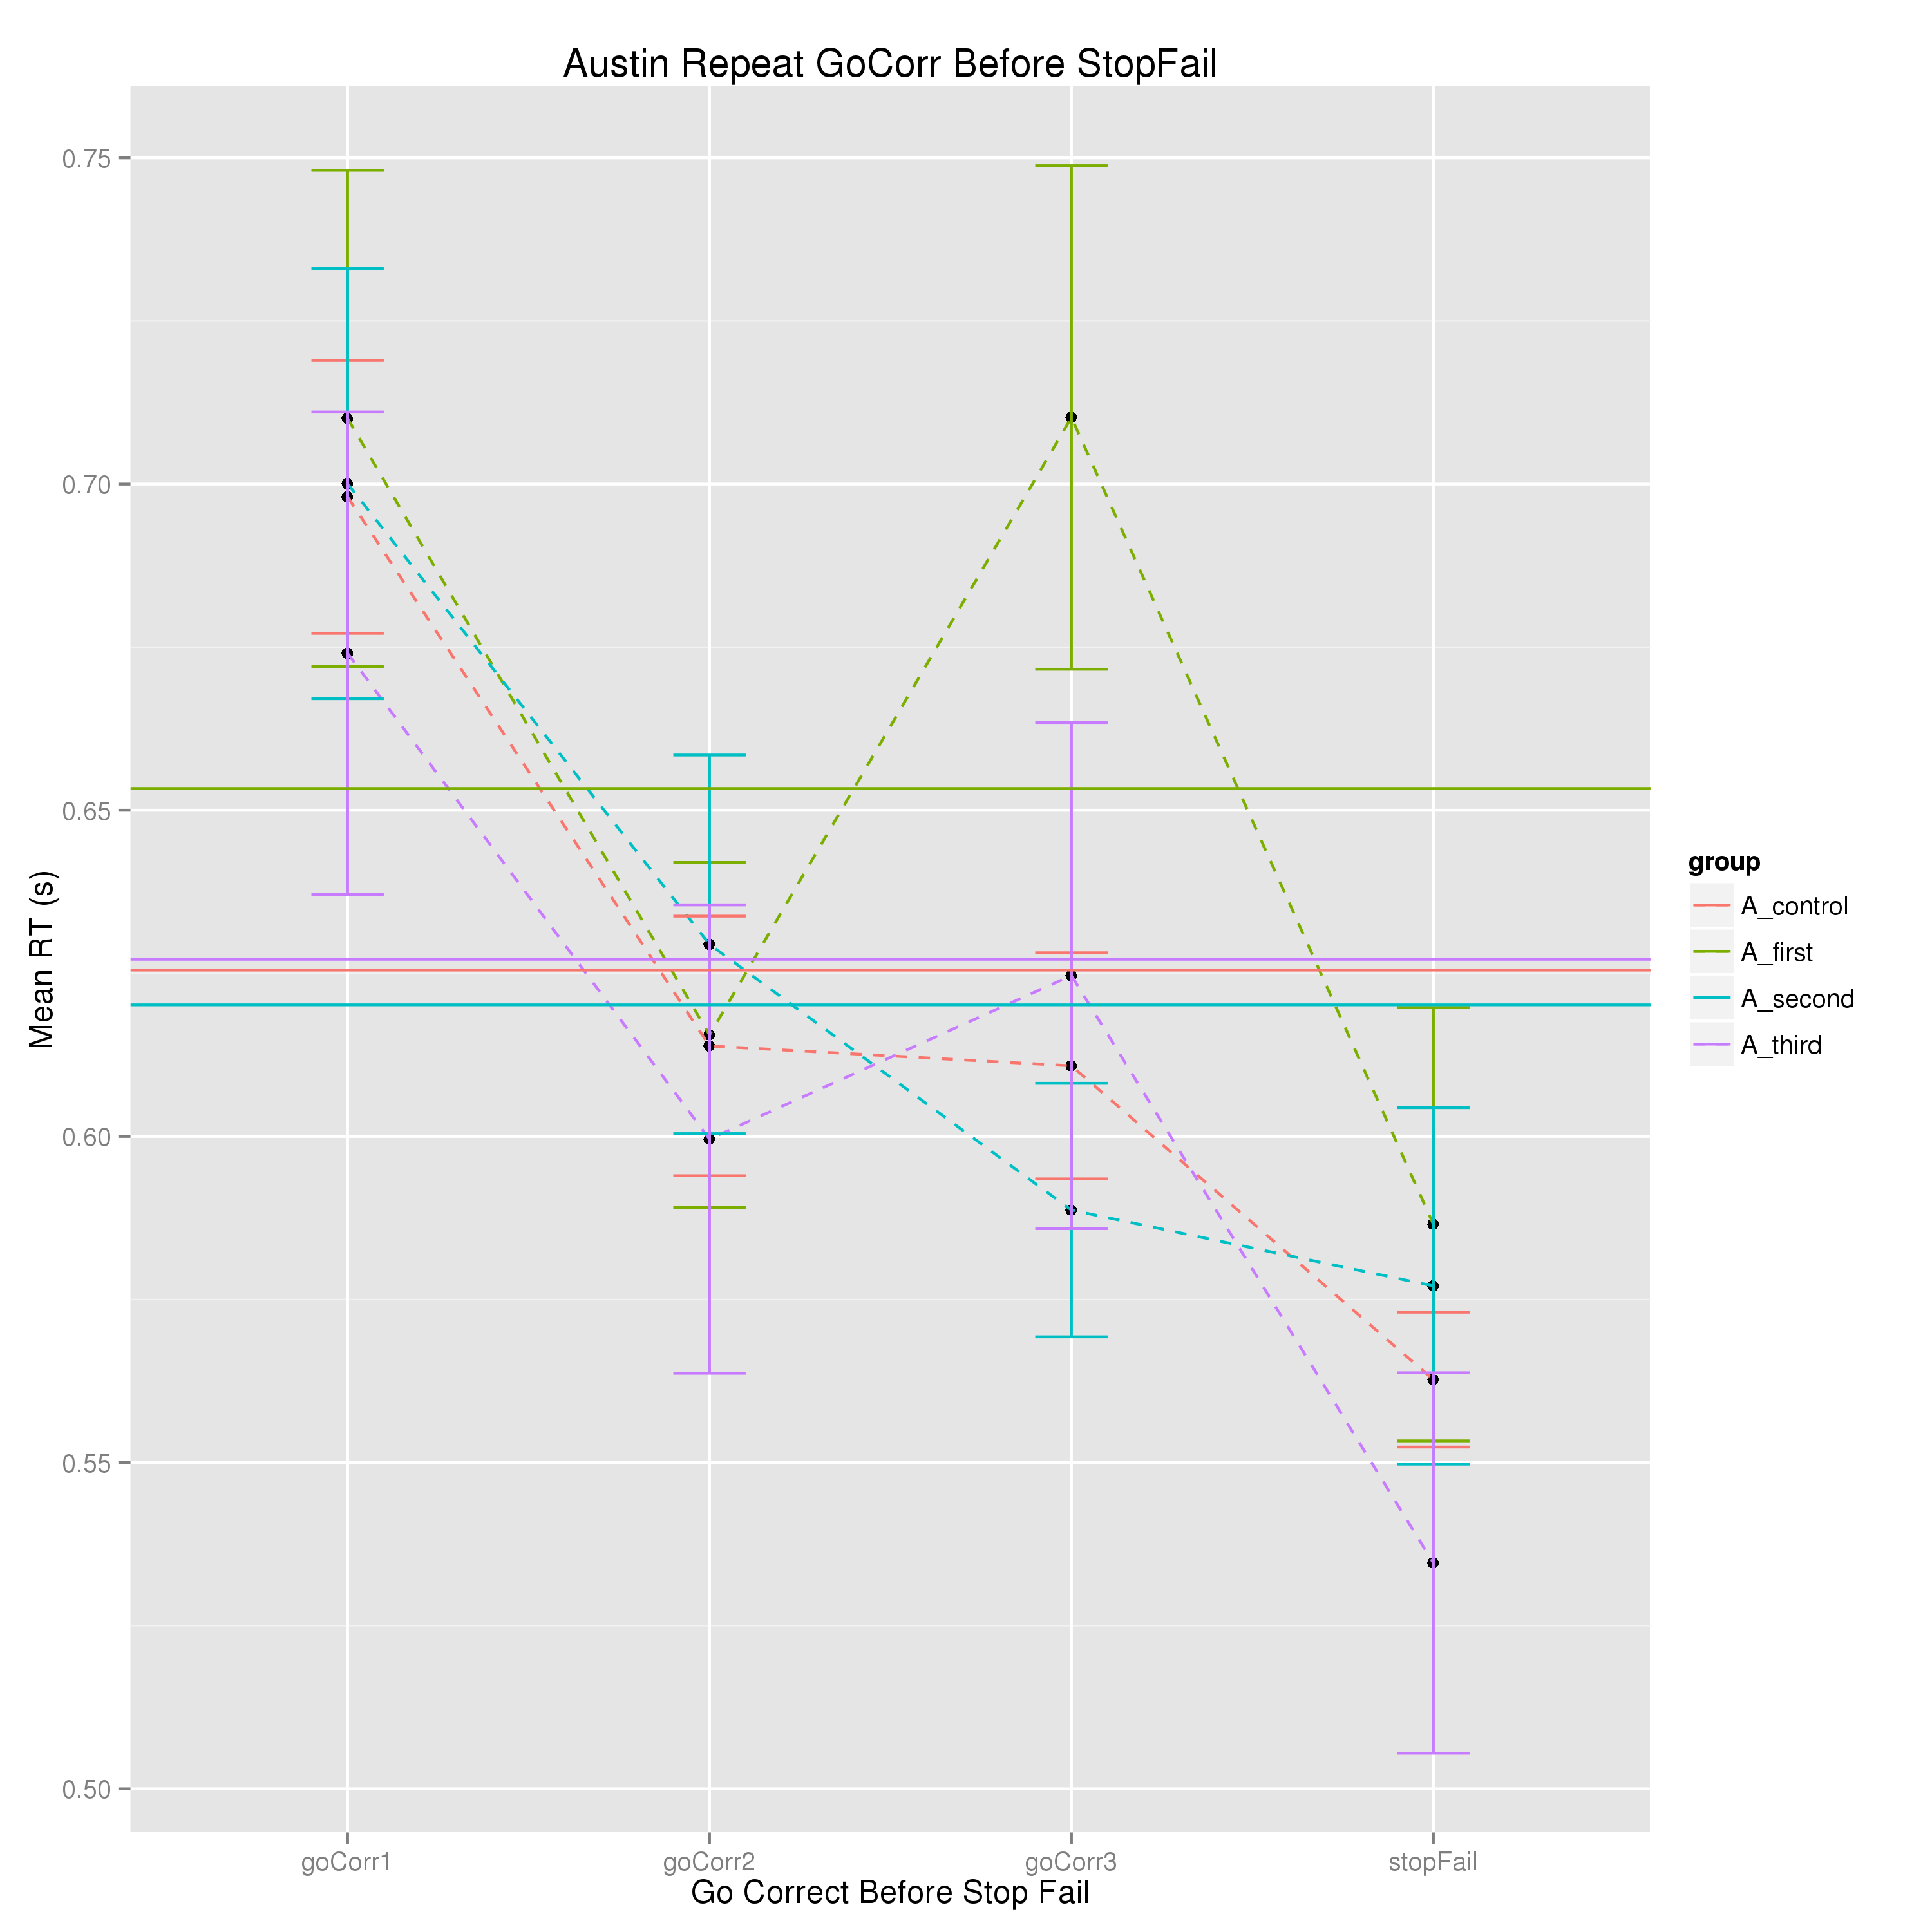 Austin Repeat GoCorr Before StopFail
Mean RT (s)
0.75
0.70
0.65
0.60
0.55
0.50
goCorr1
goCorr2
goCorr3
stopFail
Go Correct Before Stop Fail
group
A_control
A_first
A_second
A_third